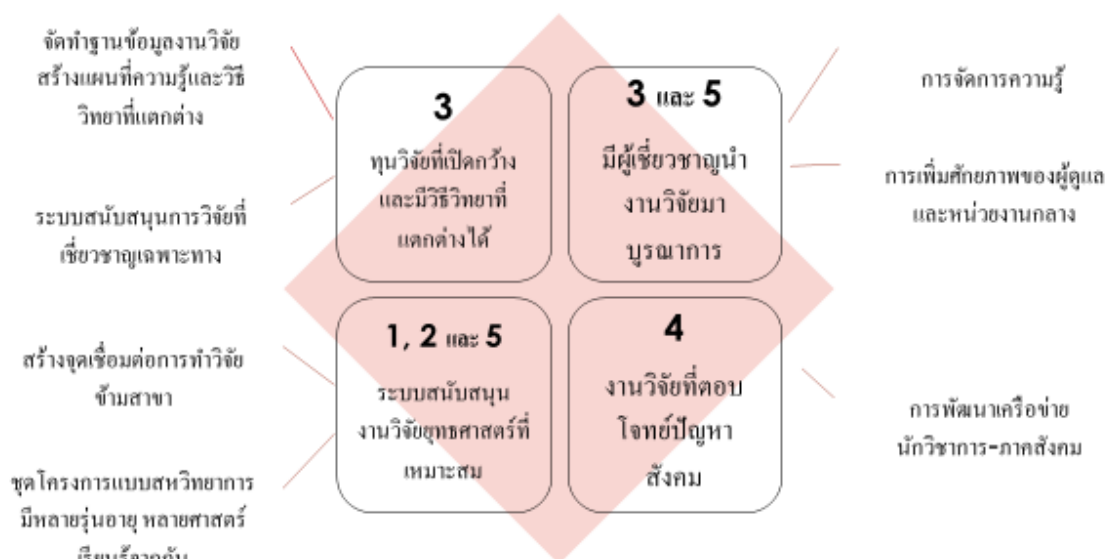 จัดทำฐานข้อมูลงานวิจัย
สร้างแผนที่ความรู้และวิธี
วิทยาที่แตกต่าง
ระบบสนับสนุนการวิจัยที่
เชี่ยวชาญเฉพาะทาง
สร้างจุดเชื่อมต่อการทำวิจัย
ข้ามสาขา
ชุดโครงการแบบสหวิทยาการ
มีหลายรุ่นอายุ หลายศาสตร์
เรียนรู้จากกัน
3
ทุนวิจัยที่เปิดกว้าง
และมีวิธีวิทยาที่
แตกต่างได้
3 และ 5
มีผู้เชี่ยวชาญนำ
งานวิจัยมา
บูรณาการ
1, 2 และ 5
ระบบสนับสนุน
งานวิจัยยุทธศาสตร์ที่
เหมาะสม
4
งานวิจัยที่ตอบ
โจทย์ปัญหา
สังคม
การจัดการความรู้
การเพิ่มศักยภาพของผู้ดูแล
และหน่วยงานกลาง
การพัฒนาเครือข่าย
นักวิชาการ-ภาคสังคม